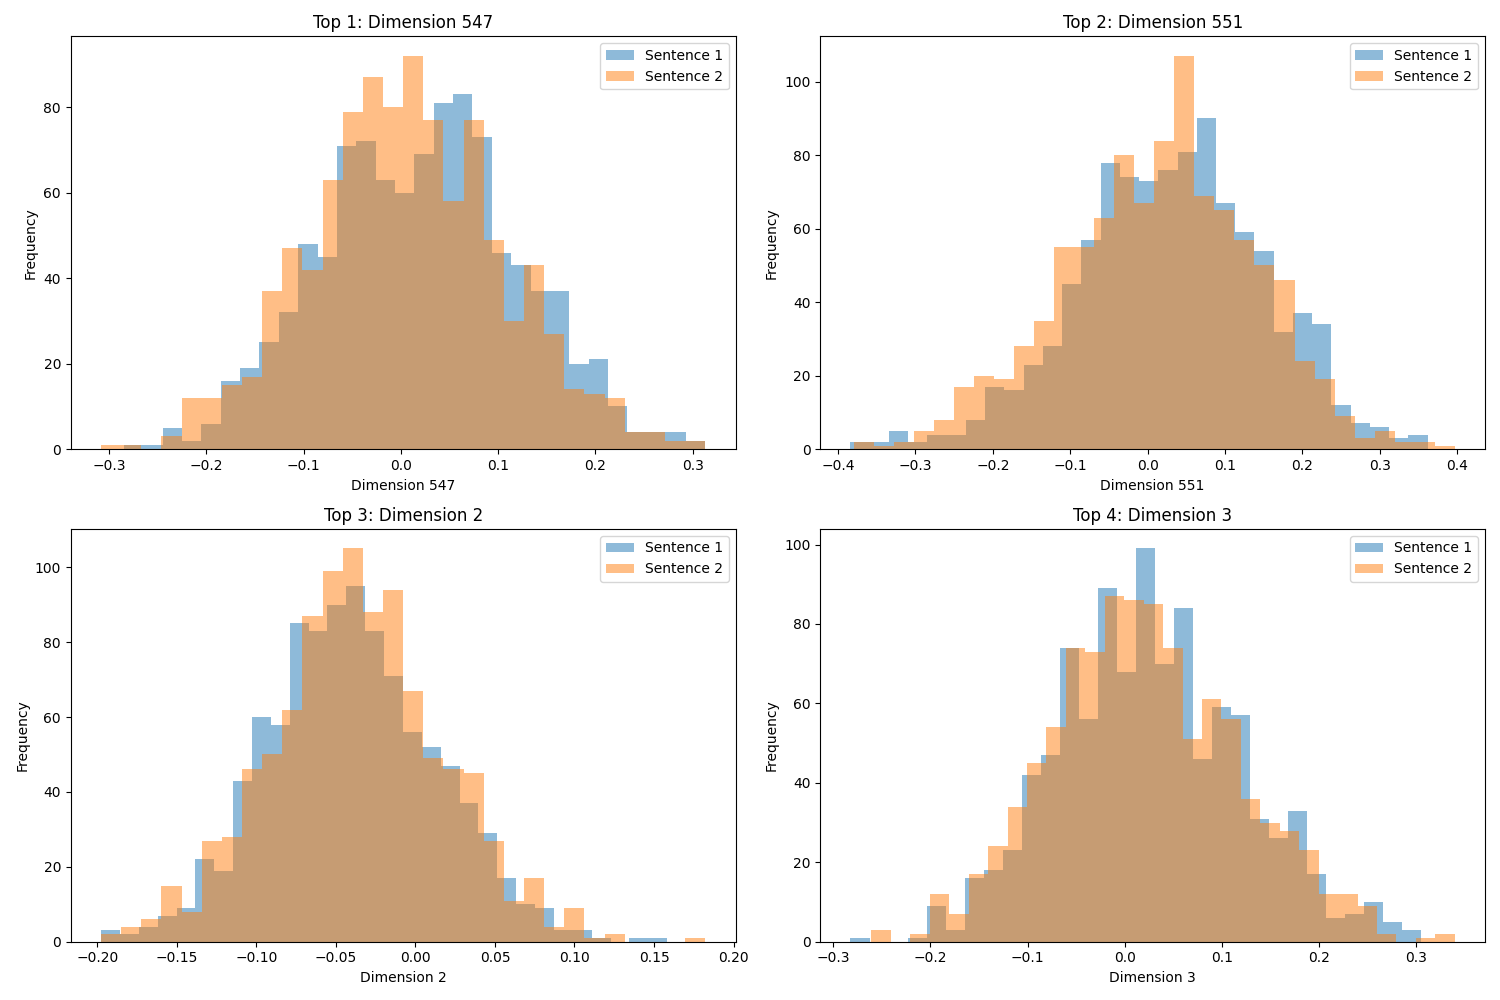 Top 1: Dimension 547
Sentence 1
Sentence 2
Frequency
80
60
40
20
0
−0.3
−0.2
−0.1
0.0
0.1
0.2
0.3
Dimension 547
Top 2: Dimension 551
Sentence 1
Sentence 2
Frequency
100
80
60
40
20
0
−0.4
−0.3
−0.2
−0.1
0.0
0.1
0.2
0.3
0.4
Dimension 551
Top 3: Dimension 2
Sentence 1
Sentence 2
Frequency
100
80
60
40
20
0
−0.20
−0.15
−0.10
−0.05
0.00
0.05
0.10
0.15
0.20
Dimension 2
Top 4: Dimension 3
Sentence 1
Sentence 2
Frequency
100
80
60
40
20
0
−0.3
−0.2
−0.1
0.0
0.1
0.2
0.3
Dimension 3